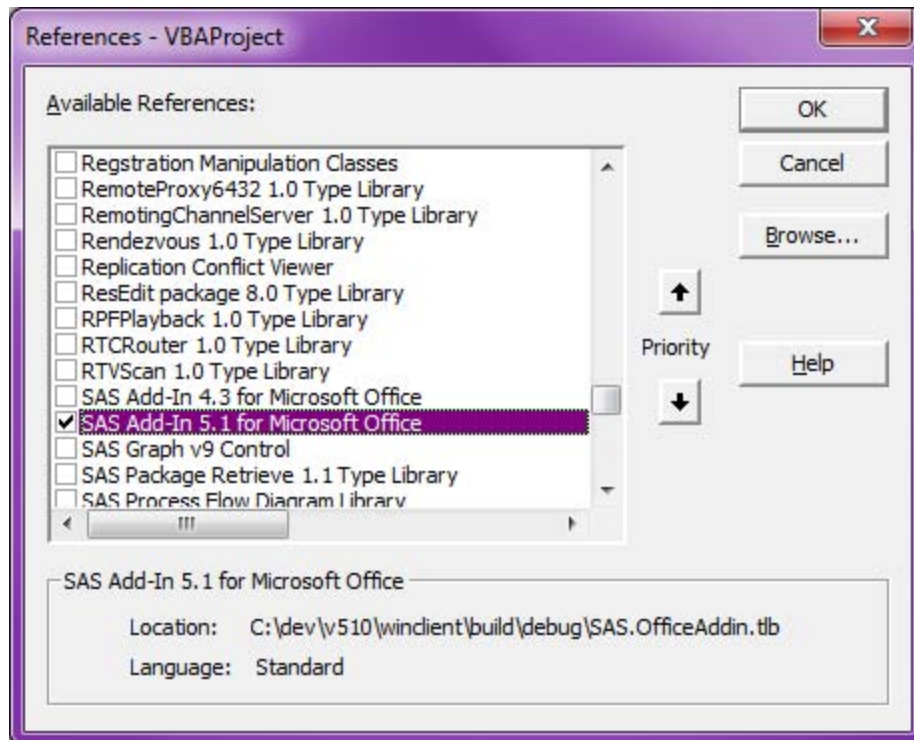 References - VBAProject
Available References:
Regstration Manipulation Classes
RemoteProxy6432 1.0 Type Library
RemotingChannelServer 1.0 Type Library
Rendezvous 1.0 Type Library
Replication Conflict Viewer
ResEdit package 8.0 Type Library
RPFPlayback 1.0 Type Library
RTCRouter 1.0 Type Library
RTVScan 1.0 Type Library
SAS Add-In 4.3 for Microsoft Office
SAS Add-In 5.1 for Microsoft Office
SAS Graph v9 Control
SAS Package Retrieve 1.1 Type Library
SAS Process Flow Diagram Library
Priority
OK
Cancel
Browse...
Help
SAS Add-In 5.1 for Microsoft Office
Location: C:\dev\v510\winclient\build\debug\SAS.OfficeAddin.tlb
Language: Standard